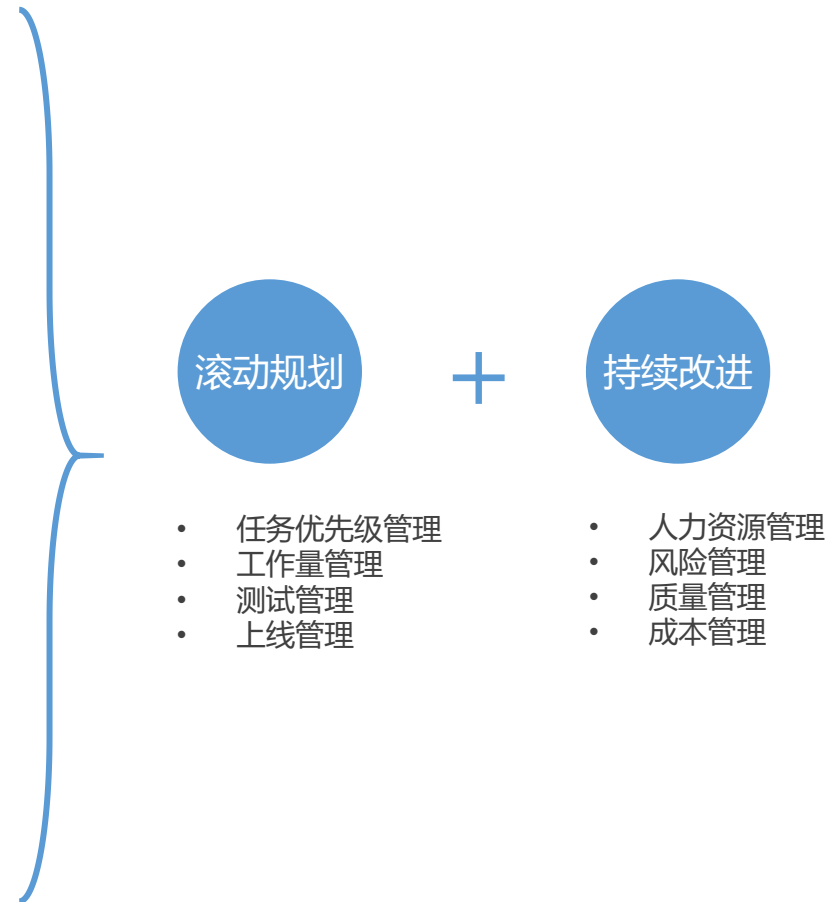 滚动规划
+
持续改进
• 任务优先级管理
• 工作量管理
• 测试管理
• 上线管理
• 人力资源管理
• 风险管理
• 质量管理
• 成本管理